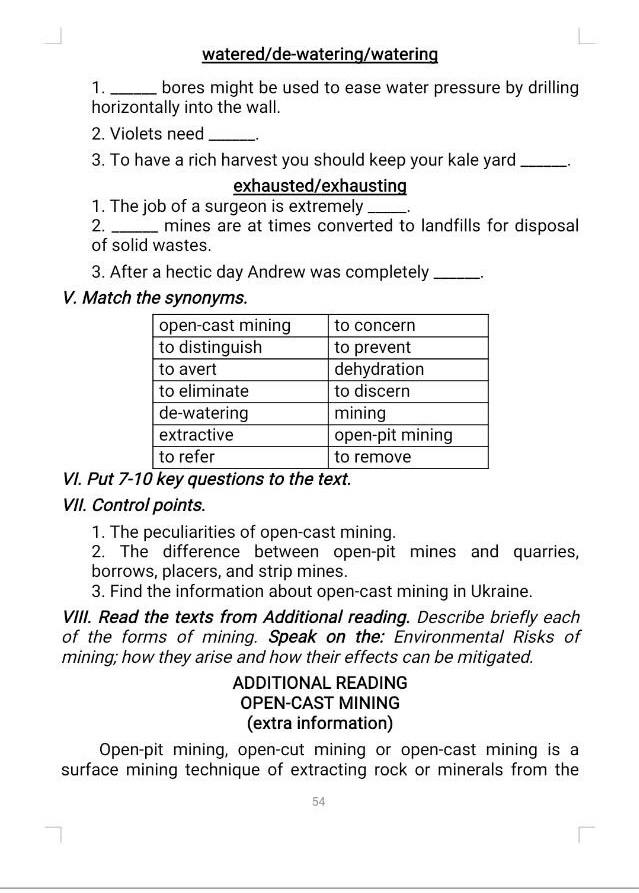 watered/de-watering/watering
1. ______ bores might be used to ease water pressure by drilling
horizontally into the wall.
2. Violets need ______.
3. To have a rich harvest you should keep your kale yard ______.
exhausted/exhausting
1. The job of a surgeon is extremely _____.
2. ______ mines are at times converted to landfills for disposal
of solid wastes.
3. After a hectic day Andrew was completely ______.
V. Match the synonyms.
open-cast mining to concern
to distinguish to prevent
to avert dehydration
to eliminate to discern
de-watering mining
extractive open-pit mining
to refer to remove
VI. Put 7-10 key questions to the text.
VII. Control points.
1. The peculiarities of open-cast mining.
2. The difference between open-pit mines and quarries,
borrows, placers, and strip mines.
3. Find the information about open-cast mining in Ukraine.
VIII. Read the texts from Additional reading. Describe briefly each
of the forms of mining. Speak on the: Environmental Risks of
mining; how they arise and how their effects can be mitigated.
ADDITIONAL READING
OPEN-CAST MINING
(extra information)
Open-pit mining, open-cut mining or open-cast mining is a
surface mining technique of extracting rock or minerals from the
54